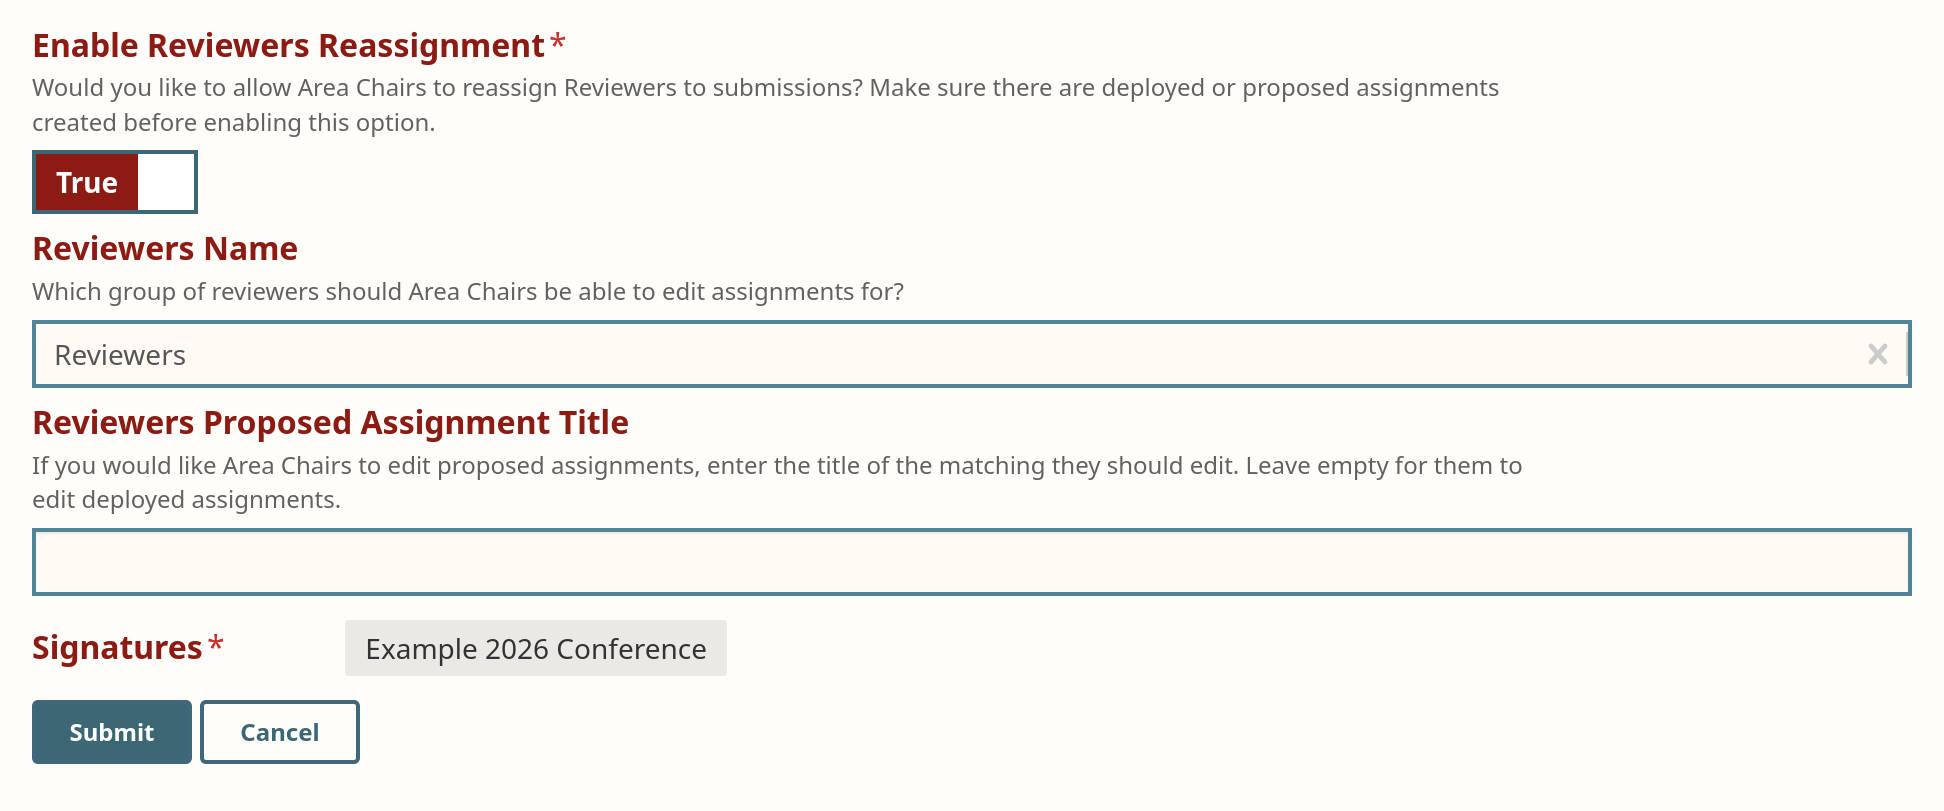 Enable Reviewers Reassignment*
Would you like to allow Area Chairs to reassign Reviewers to submissions? Make sure there are deployed or proposed assignments
created before enabling this option.
True
Reviewers Name
Which group of reviewers should Area Chairs be able to edit assignments for?
Reviewers
Reviewers Proposed Assignment Title
If you would like Area Chairs to edit proposed assignments, enter the title of the matching they should edit. Leave empty for them to
edit deployed assignments.
Signatures* Example 2026 Conference
Submit Cancel